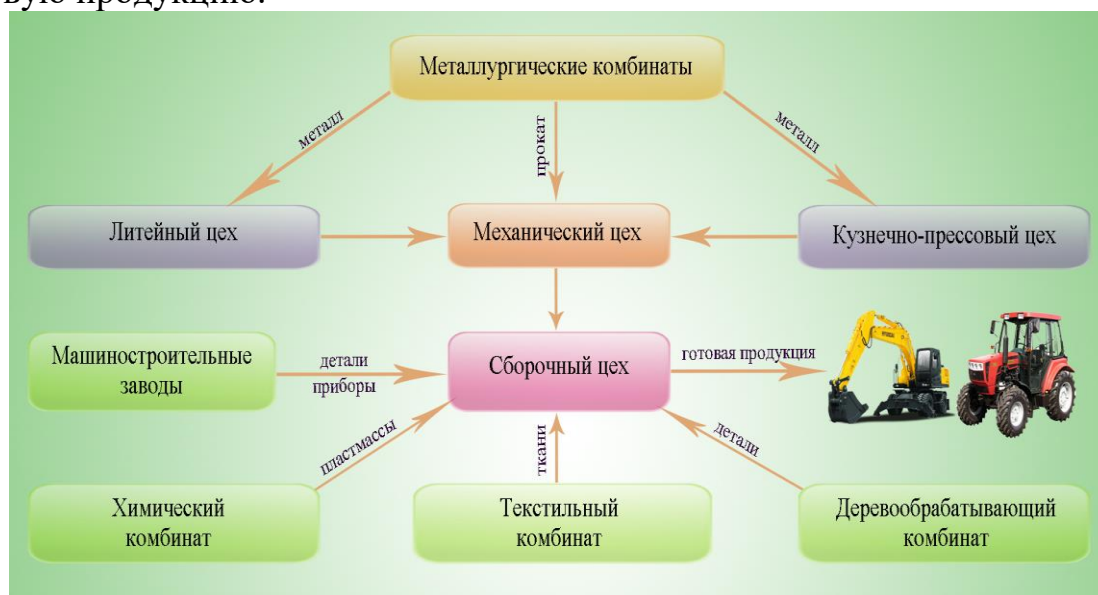 вую продукцию.
Металлургические комбинаты
металл
прокат
металл
Литейный цех
Механический цех
Кузнечно-прессовый цех
Машиностроительные
заводы
детали
приборы
Сборочный цех
готовая продукция
пластмассы
ткани
детали
Химический
комбинат
Текстильный
комбинат
Деревообрабатывающий
комбинат